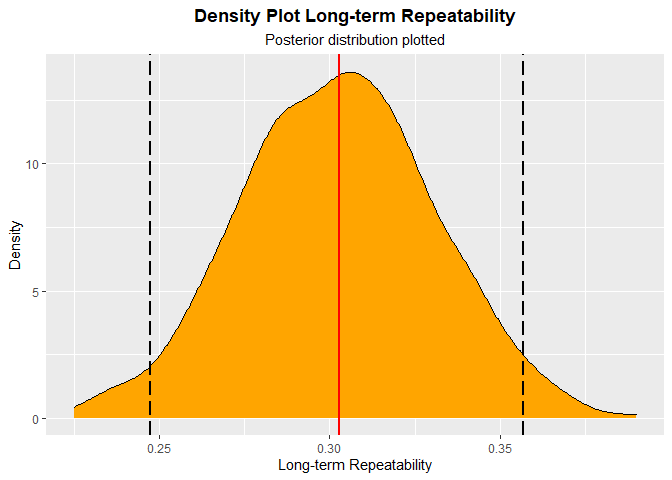 Density Plot Long-term Repeatability
Posterior distribution plotted
Density
10
5
0
0.25
0.30
0.35
Long-term Repeatability